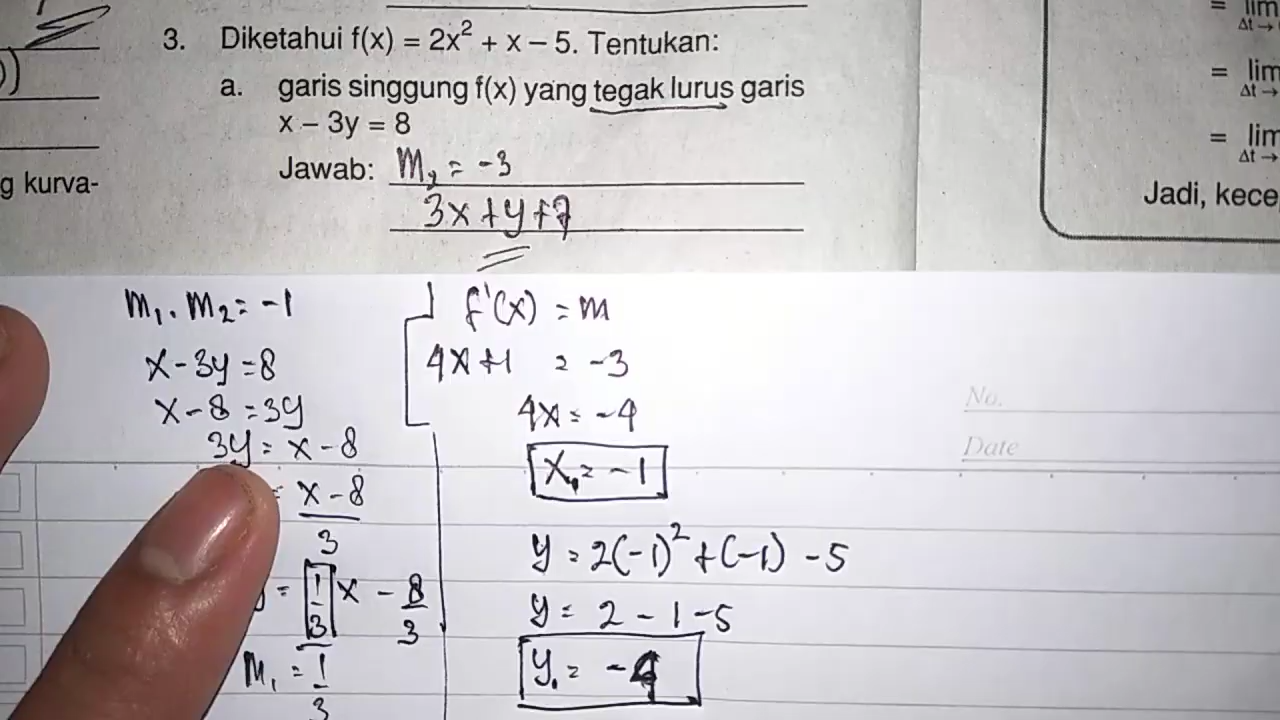 3. Diketahui f(x) = 2x² + x – 5. Tentukan:
a. garis singgung f(x) yang tegak lurus garis
x – 3y = 8
Jawab: m₂ = -3
3x + y + 7
g kurva-
= lim
Δt →
= lim
Δt →
= lim
Δt →
Jadi, kece
m₁ . m₂ = -1
x - 3y = 8
x - 8 = 3y
3y = x - 8
= x - 8
3
= 1/3 x - 8/3
m₁ = 1/3
f'(x) = m
4x + 1 = -3
4x = -4
x₁ = -1
y = 2(-1)² + (-1) - 5
y = 2 - 1 - 5
y₁ = -4
No.
Date